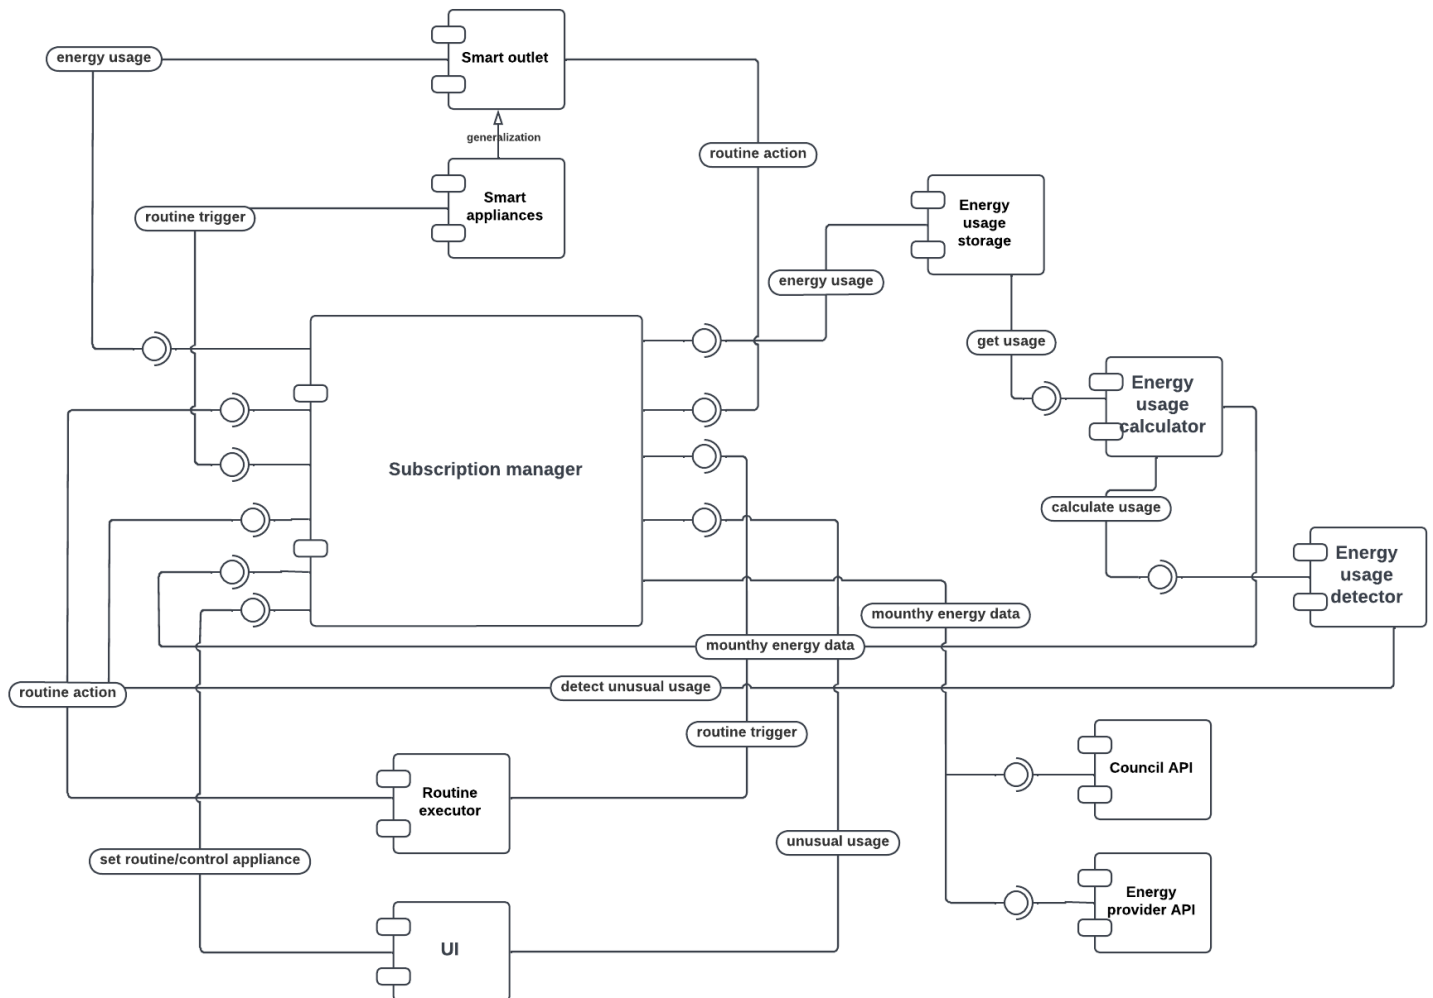 Smart outlet
energy usage
generalization
routine action
Smart
appliances
routine trigger
Energy
usage
storage
energy usage
get usage
Energy
usage
calculator
Subscription manager
calculate usage
Energy
usage
detector
mounthy energy data
mounthy energy data
detect unusual usage
routine action
routine trigger
Council API
Routine
executor
unusual usage
set routine/control appliance
Energy
provider API
UI